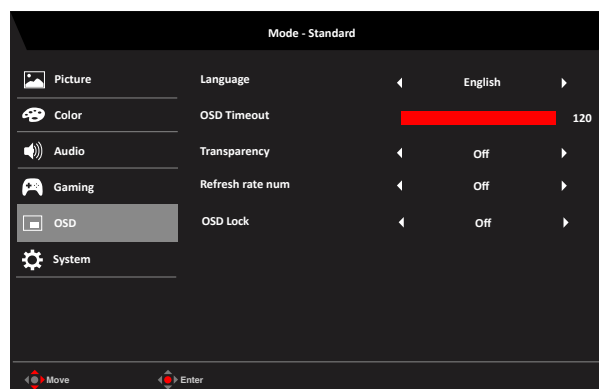 Mode - Standard
Picture
Language English
Color
OSD Timeout 120
Audio
Transparency Off
Gaming
Refresh rate num Off
OSD
OSD Lock Off
System
Move Enter